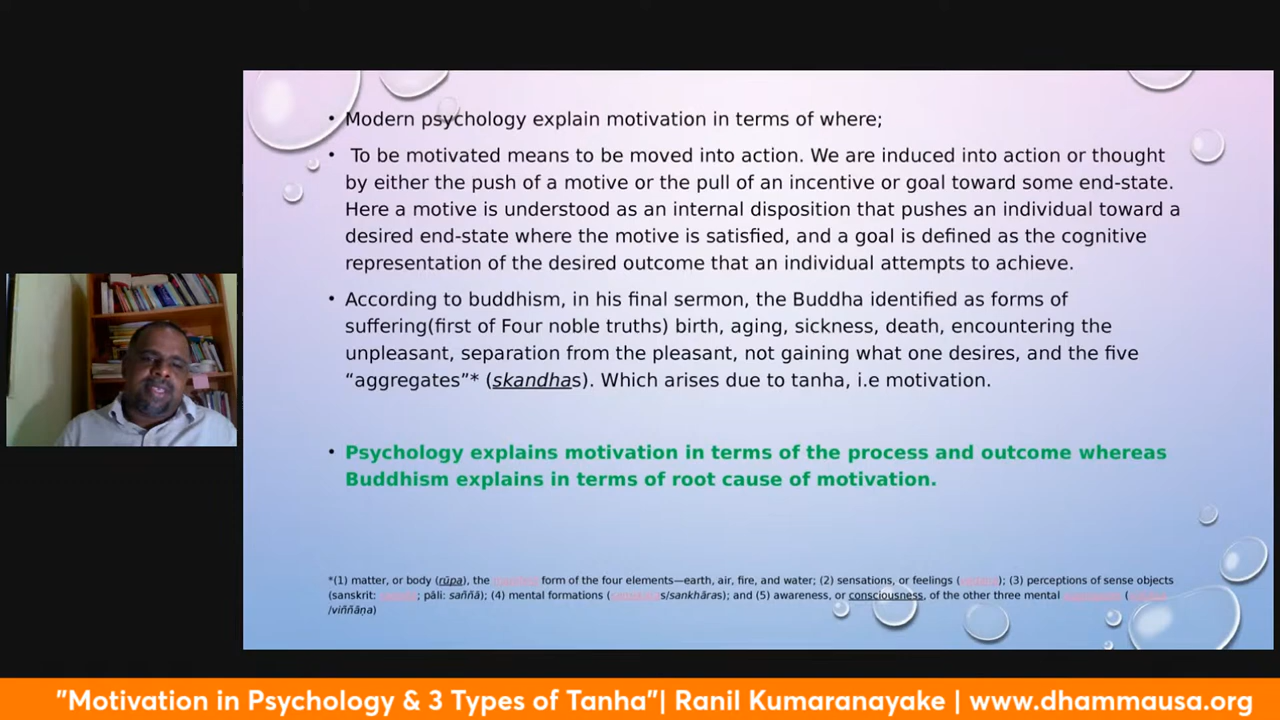 • Modern psychology explain motivation in terms of where;
• To be motivated means to be moved into action. We are induced into action or thought
by either the push of a motive or the pull of an incentive or goal toward some end-state.
Here a motive is understood as an internal disposition that pushes an individual toward a
desired end-state where the motive is satisfied, and a goal is defined as the cognitive
representation of the desired outcome that an individual attempts to achieve.
• According to buddhism, in his final sermon, the Buddha identified as forms of
suffering(first of Four noble truths) birth, aging, sickness, death, encountering the
unpleasant, separation from the pleasant, not gaining what one desires, and the five
“aggregates”* (skandhas). Which arises due to tanha, i.e motivation.
• Psychology explains motivation in terms of the process and outcome whereas
Buddhism explains in terms of root cause of motivation.
*(1) matter, or body (rūpa), the form of the four elements—earth, air, fire, and water; (2) sensations, or feelings ( ); (3) perceptions of sense objects
(sanskrit: ; pāli: saññā); (4) mental formations ( s/sankhāras); and (5) awareness, or consciousness, of the other three mental (
/viññāṇa)
"Motivation in Psychology & 3 Types of Tanha"| Ranil Kumaranayake | www.dhammausa.org